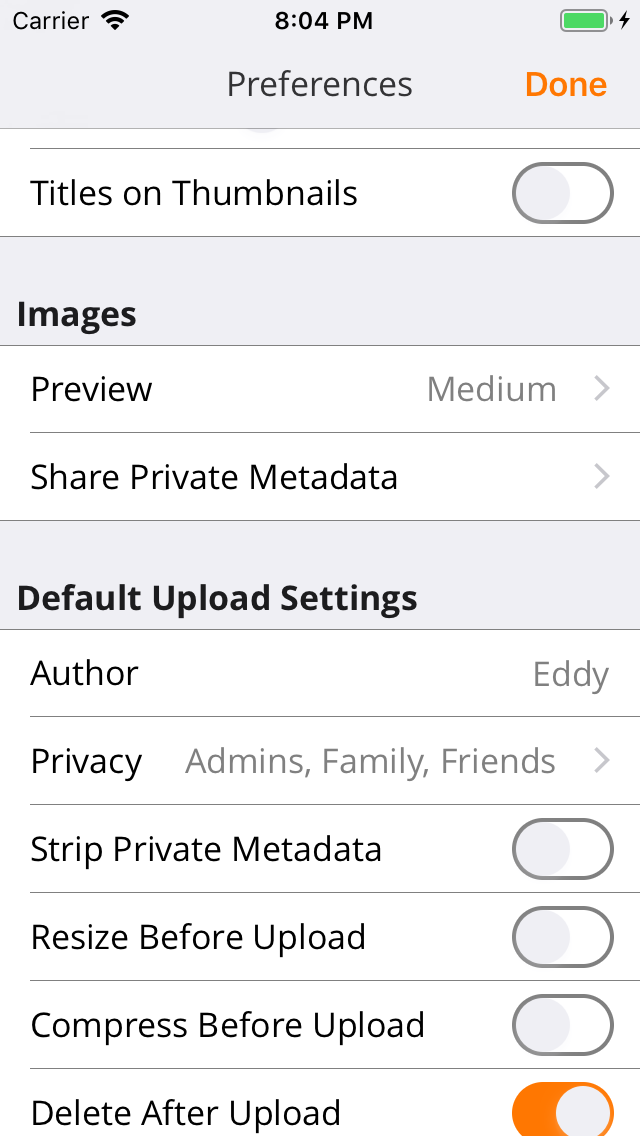 Carrier 8:04 PM
Preferences Done
Titles on Thumbnails
Images
Preview Medium
Share Private Metadata
Default Upload Settings
Author Eddy
Privacy Admins, Family, Friends
Strip Private Metadata
Resize Before Upload
Compress Before Upload
Delete After Upload